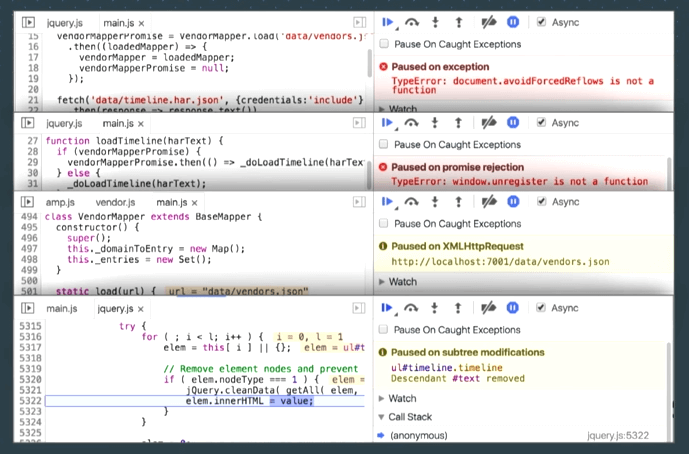 jquery.js main.js ×
Async
15 vendorMapperPromise = VendorMapper.load('data/vendors.j
16 .then((loadedMapper) => {
17 vendorMapper = loadedMapper;
18 vendorMapperPromise = null;
19 });
20
21 fetch('data/timeline.har.json', {credentials:'include'}
.then(response => response.text())
Pause On Caught Exceptions
Paused on exception
TypeError: document.avoidForcedReflows is not a
function
Watch
jquery.js main.js ×
Async
27 function loadTimeline(harText) {
28 if (vendorMapperPromise) {
29 vendorMapperPromise.then(() => _doLoadTimeline(harTex
30 } else {
31 _doLoadTimeline(harText);
Pause On Caught Exceptions
Paused on promise rejection
TypeError: window.unregister is not a function
amp.js vendor.js main.js ×
Async
494 class VendorMapper extends BaseMapper {
495 constructor() {
496 super();
497 this._domainToEntry = new Map();
498 this._entries = new Set();
499 }
500
501 static load(url) { url = "data/vendors.json"
Pause On Caught Exceptions
Paused on XMLHttpRequest
http://localhost:7001/data/vendors.json
Watch
main.js jquery.js ×
Async
5315 try {
5316 for ( ; i < l; i++ ) { i = 0, l = 1
5317 elem = this[ i ] || {}; elem = ul#t
5318
5319 // Remove element nodes and prevent
5320 if ( elem.nodeType === 1 ) { elem =
5321 jQuery.cleanData( getAll( elem,
5322 elem.innerHTML = value;
5323 }
5324 }
5325
Pause On Caught Exceptions
Paused on subtree modifications
ul#timeline.timeline
Descendant #text removed
Watch
Call Stack
(anonymous) jquery.js:5322